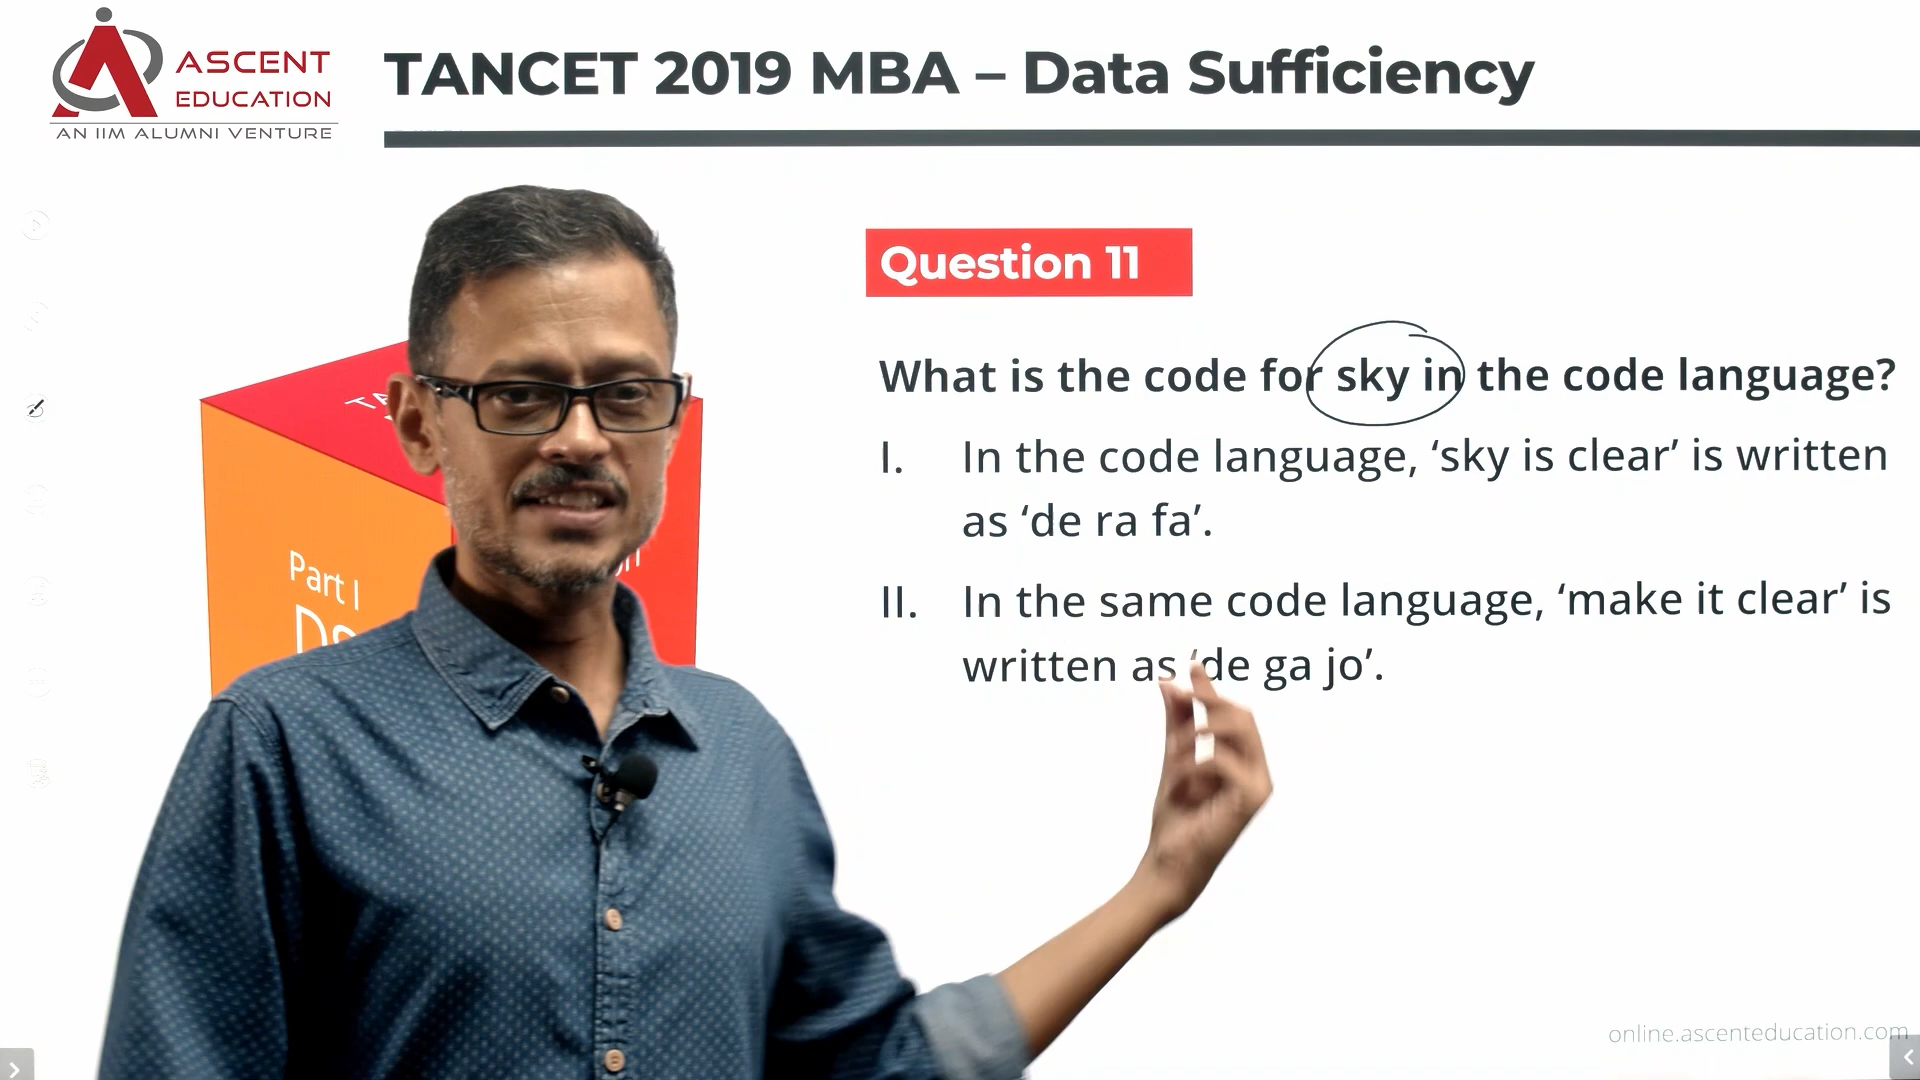 ASCENT
EDUCATION
AN IIM ALUMNI VENTURE
TANCET 2019 MBA – Data Sufficiency
Question 11
What is the code for sky in the code language?
I. In the code language, ‘sky is clear’ is written
as ‘de ra fa’.
II. In the same code language, ‘make it clear’ is
written as ‘de ga jo’.
Part I
online.ascenteducation.com